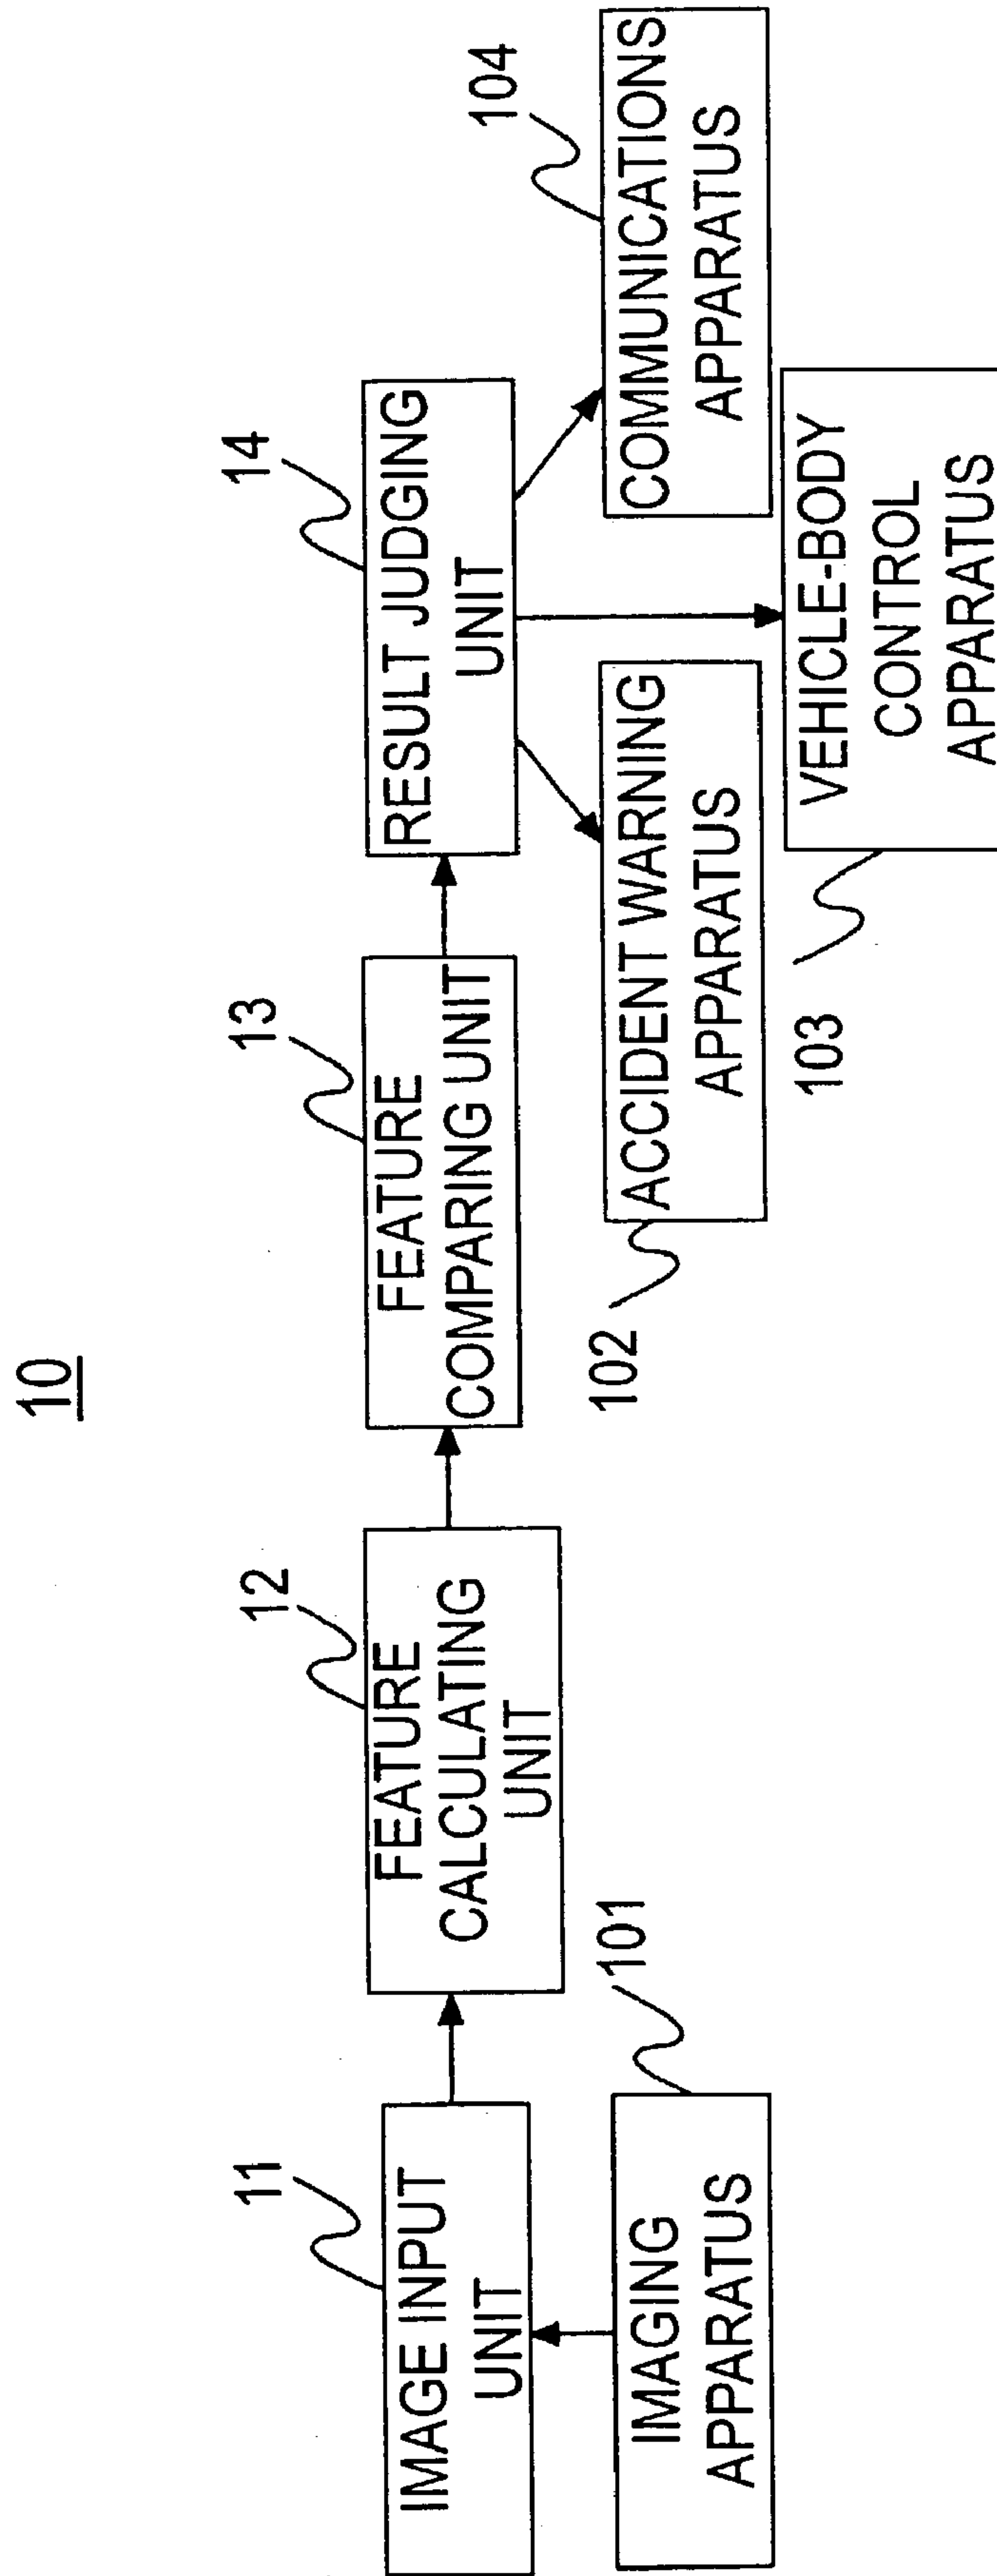 10
11
IMAGE INPUT
UNIT
12
FEATURE
CALCULATING
UNIT
13
FEATURE
COMPARING UNIT
14
RESULT JUDGING
UNIT
101
IMAGING
APPARATUS
102
ACCIDENT WARNING
APPARATUS
104
COMMUNICATIONS
APPARATUS
103
VEHICLE-BODY
CONTROL
APPARATUS